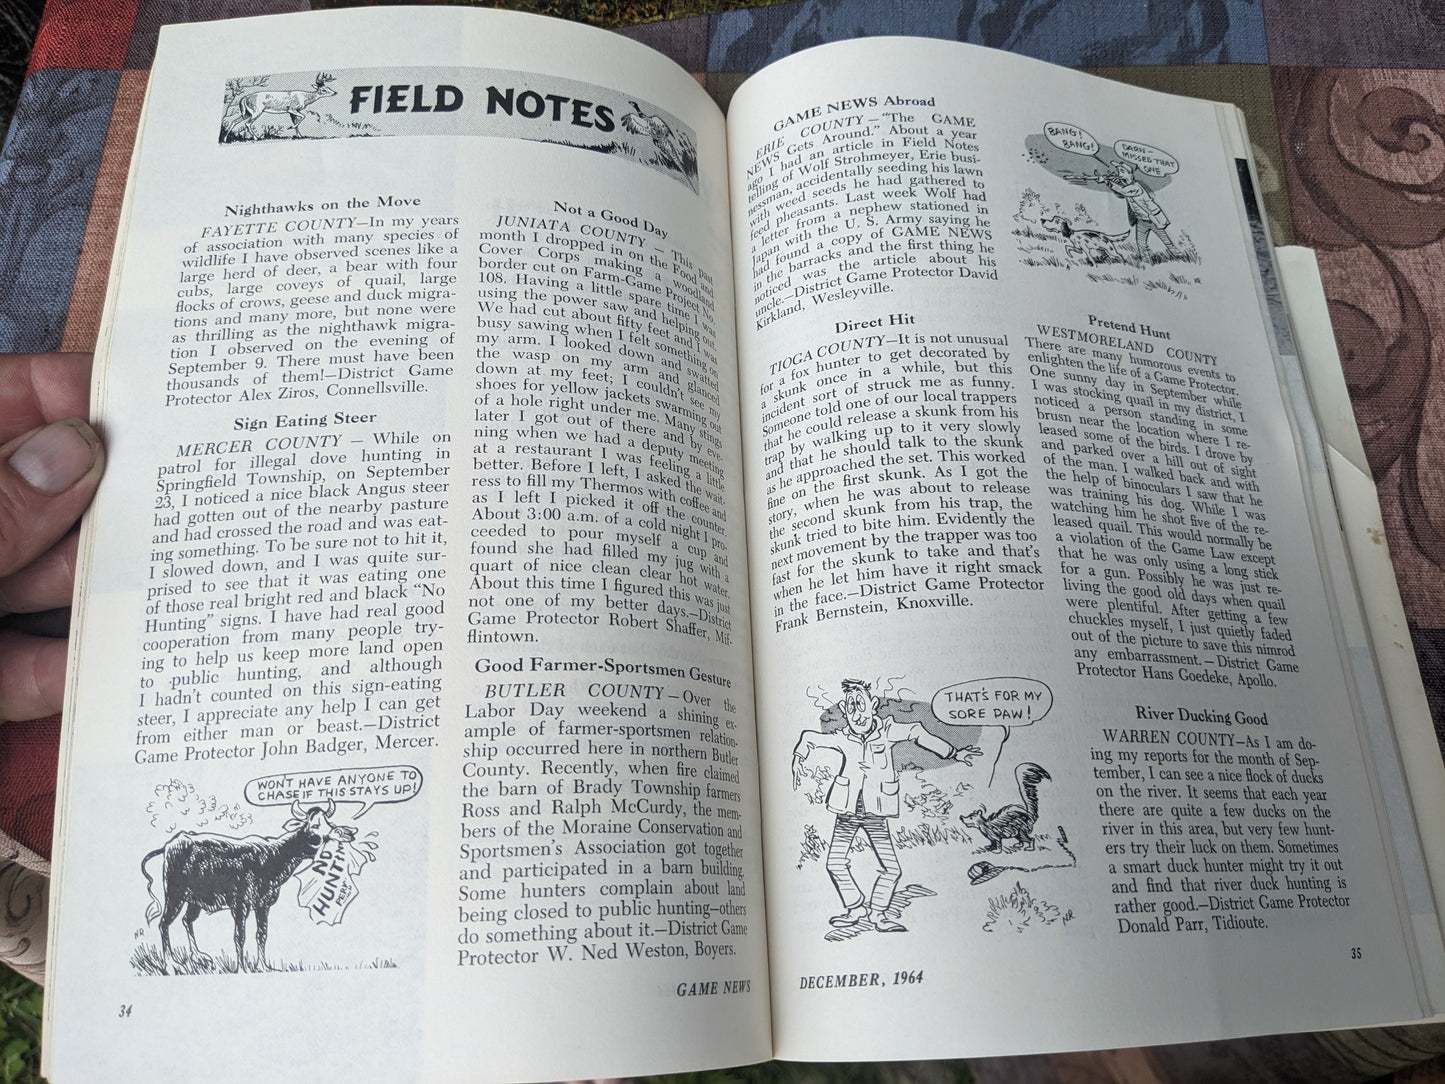 FIELD NOTES
Nighthawks on the Move
FAYETTE COUNTY—In my years
of association with many species of
wildlife I have observed scenes like a
large herd of deer, a bear with four
cubs, large coveys of quail, large
flocks of crows, geese and duck migra-
tions and many more, but none were
as thrilling as the nighthawk migra-
tion I observed on the evening of
September 9. There must have been
thousands of them!—District Game
Protector Alex Ziros, Connellsville.
Sign Eating Steer
MERCER COUNTY — While on
patrol for illegal dove hunting in
Springfield Township, on September
23, I noticed a nice black Angus steer
had gotten out of the nearby pasture
and had crossed the road and was eat-
ing something. To be sure not to hit it,
I slowed down, and I was quite sur-
prised to see that it was eating one
of those real bright red and black “No
Hunting” signs. I have had real good
cooperation from many people try-
ing to help us keep more land open
to public hunting, and although
I hadn't counted on this sign-eating
steer, I appreciate any help I can get
from either man or beast.—District
Game Protector John Badger, Mercer.
WON'T HAVE ANYONE TO
CHASE IF THIS STAYS UP!
NO
HUNTIN
NR
34
Not a Good Day
JUNIATA COUNTY — This past
month I dropped in on the Food and
Cover Corps making a woodland
border cut on Farm-Game Project No.
108. Having a little spare time I was
using the power saw and helping out.
We had cut about fifty feet and I was
busy sawing when I felt something on
my arm. I looked down and swatted
the wasp on my arm and glanced
down at my feet; I couldn't see my
shoes for yellow jackets swarming out
of a hole right under me. Many stings
later I got out of there and by eve-
ning when we had a deputy meeting
at a restaurant I was feeling a little
better. Before I left, I asked the wait-
ress to fill my Thermos with coffee and
as I left I picked it off the counter.
About 3:00 a.m. of a cold night I pro-
ceeded to pour myself a cup and
found she had filled my jug with a
quart of nice clean clear hot water.
About this time I figured this was just
not one of my better days.—District
Game Protector Robert Shaffer, Mif-
flintown.
Good Farmer-Sportsmen Gesture
BUTLER COUNTY—Over the
Labor Day weekend a shining ex-
ample of farmer-sportsmen relation-
ship occurred here in northern Butler
County. Recently, when fire claimed
the barn of Brady Township farmers
Ross and Ralph McCurdy, the mem-
bers of the Moraine Conservation and
Sportsmen's Association got together
and participated in a barn building.
Some hunters complain about land
being closed to public hunting—others
do something about it.—District Game
Protector W. Ned Weston, Boyers.
GAME NEWS
GAME NEWS Abroad
ERIE COUNTY—“The GAME
NEWS Gets Around.” About a year
ago I had an article in Field Notes
telling of Wolf Strohmeyer, Erie busi-
nessman, accidentally seeding his lawn
with weed seeds he had gathered to
feed pheasants. Last week Wolf had
a letter from a nephew stationed in
Japan with the U. S. Army saying he
had found a copy of GAME NEWS
in the barracks and the first thing he
noticed was the article about his
uncle.—District Game Protector David
Kirkland, Wesleyville.
Direct Hit
TIOGA COUNTY—It is not unusual
for a fox hunter to get decorated by
a skunk once in a while, but this
incident sort of struck me as funny.
Someone told one of our local trappers
that he could release a skunk from his
trap by walking up to it very slowly
and that he should talk to the skunk
as he approached the set. This worked
fine on the first skunk. As I got the
story, when he was about to release
the second skunk from his trap, the
skunk tried to bite him. Evidently the
next movement by the trapper was too
fast for the skunk to take and that's
when he let him have it right smack
in the face.—District Game Protector
Frank Bernstein, Knoxville.
THAT'S FOR MY
SORE PAW!
NR
DECEMBER, 1964
BANG!
BANG!
DARN—
MISSED THAT
ONE
Pretend Hunt
WESTMORELAND COUNTY
There are many humorous events to
enlighten the life of a Game Protector.
One sunny day in September while
I was stocking quail in my district, I
noticed a person standing in some
brush near the location where I re-
leased some of the birds. I drove by
and parked over a hill out of sight
of the man. I walked back and with
the help of binoculars I saw that he
was training his dog. While I was
watching him he shot five of the re-
leased quail. This would normally be
a violation of the Game Law except
that he was only using a long stick
for a gun. Possibly he was just re-
living the good old days when quail
were plentiful. After getting a few
chuckles myself, I just quietly faded
out of the picture to save this nimrod
any embarrassment.—District Game
Protector Hans Goedeke, Apollo.
River Ducking Good
WARREN COUNTY—As I am do-
ing my reports for the month of Sep-
tember, I can see a nice flock of ducks
on the river. It seems that each year
there are quite a few ducks on the
river in this area, but very few hunt-
ers try their luck on them. Sometimes
a smart duck hunter might try it out
and find that river duck hunting is
rather good.—District Game Protector
Donald Parr, Tidioute.
35